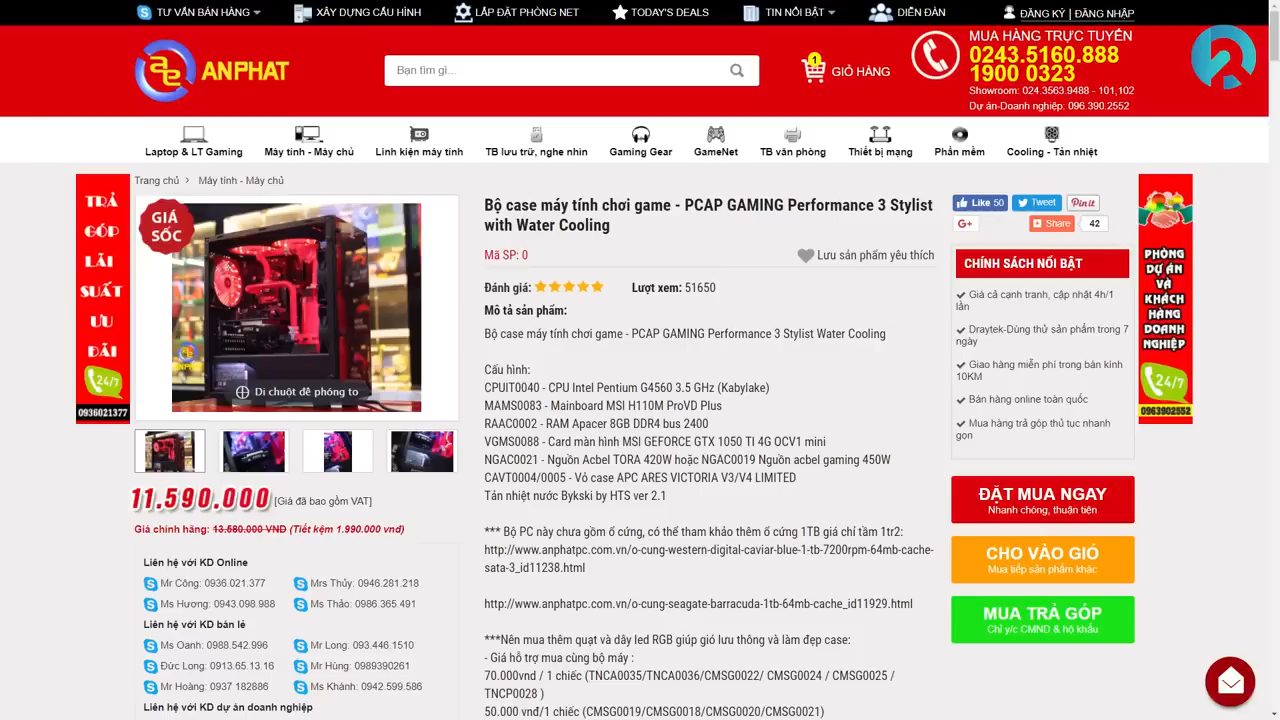 TƯ VẤN BÁN HÀNG
XÂY DỰNG CẤU HÌNH
LẮP ĐẶT PHÒNG NET
TODAY'S DEALS
TIN NỔI BẬT
DIỄN ĐÀN
ĐĂNG KÝ | ĐĂNG NHẬP
ANPHAT
Bạn tìm gì...
1
GIỎ HÀNG
MUA HÀNG TRỰC TUYẾN
0243.5160.888
1900 0323
Showroom: 024.3563.9488 - 101,102
Dự án-Doanh nghiệp: 096.390.2552
Laptop & LT Gaming
Máy tính - Máy chủ
Linh kiện máy tính
TB lưu trữ, nghe nhìn
Gaming Gear
GameNet
TB văn phòng
Thiết bị mạng
Phần mềm
Cooling - Tản nhiệt
TRẢ
GÓP
LÃI
SUẤT
ƯU
ĐÃI
24/7
0936021377
Trang chủ > Máy tính - Máy chủ
GIÁ
SỐC
Di chuột để phóng to
11.590.000 [Giá đã bao gồm VAT]
Giá chính hãng: 13.580.000 VND (Tiết kệm 1.990.000 vnd)
Liên hệ với KD Online
Mr Công: 0936.021.377
Mrs Thủy: 0946.281.218
Ms Hương: 0943.098.988
Ms Thảo: 0986.365.491
Liên hệ với KD bán lẻ
Ms Oanh: 0988.542.996
Mr Long: 093.446.1510
Đức Long: 0913.65.13.16
Mr Hùng: 0989390261
Mr Hoàng: 0937 182886
Ms Khánh: 0942.599.586
Liên hệ với KD dự án doanh nghiệp
Bộ case máy tính chơi game - PCAP GAMING Performance 3 Stylist
with Water Cooling
Mã SP: 0
Lưu sản phẩm yêu thích
Đánh giá:
Lượt xem: 51650
Mô tả sản phẩm:
Bộ case máy tính chơi game - PCAP GAMING Performance 3 Stylist Water Cooling
Cấu hình:
CPUIT0040 - CPU Intel Pentium G4560 3.5 GHz (Kabylake)
MAMS0083 - Mainboard MSI H110M ProVD Plus
RAAC0002 - RAM Apacer 8GB DDR4 bus 2400
VGMS0088 - Card màn hình MSI GEFORCE GTX 1050 TI 4G OCV1 mini
NGAC0021 - Nguồn Acbel TORA 420W hoặc NGAC0019 Nguồn acbel gaming 450W
CAVT0004/0005 - Vỏ case APC ARES VICTORIA V3/V4 LIMITED
Tản nhiệt nước Bykski by HTS ver 2.1
*** Bộ PC này chưa gồm ổ cứng, có thể tham khảo thêm ổ cứng 1TB giá chỉ tầm 1tr2:
http://www.anphatpc.com.vn/o-cung-western-digital-caviar-blue-1-tb-7200rpm-64mb-cache-
sata-3_id11238.html
http://www.anphatpc.com.vn/o-cung-seagate-barracuda-1tb-64mb-cache_id11929.html
***Nên mua thêm quạt và dây led RGB giúp gió lưu thông và làm đẹp case:
- Giá hỗ trợ mua cùng bộ máy :
70.000vnd / 1 chiếc (TNCA0035/TNCA0036/CMSG0022/ CMSG0024 / CMSG0025 /
TNCP0028 )
50.000 vnđ/1 chiếc (CMSG0019/CMSG0018/CMSG0020/CMSG0021)
Like 50
Tweet
Pinit
G+
Share
42
CHÍNH SÁCH NỔI BẬT
Giá cả cạnh tranh, cập nhật 4h/1
lần
Draytek-Dùng thử sản phẩm trong 7
ngày
Giao hàng miễn phí trong bán kính
10KM
Bán hàng online toàn quốc
Mua hàng trả góp thủ tục nhanh
gọn
ĐẶT MUA NGAY
Nhanh chóng, thuận tiện
CHO VÀO GIỎ
Mua tiếp sản phẩm khác
MUA TRẢ GÓP
Chỉ y/c CMND & hộ khẩu
PHÒNG
DỰ ÁN
VÀ
KHÁCH
HÀNG
DOANH
NGHIỆP
24/7
0963902552